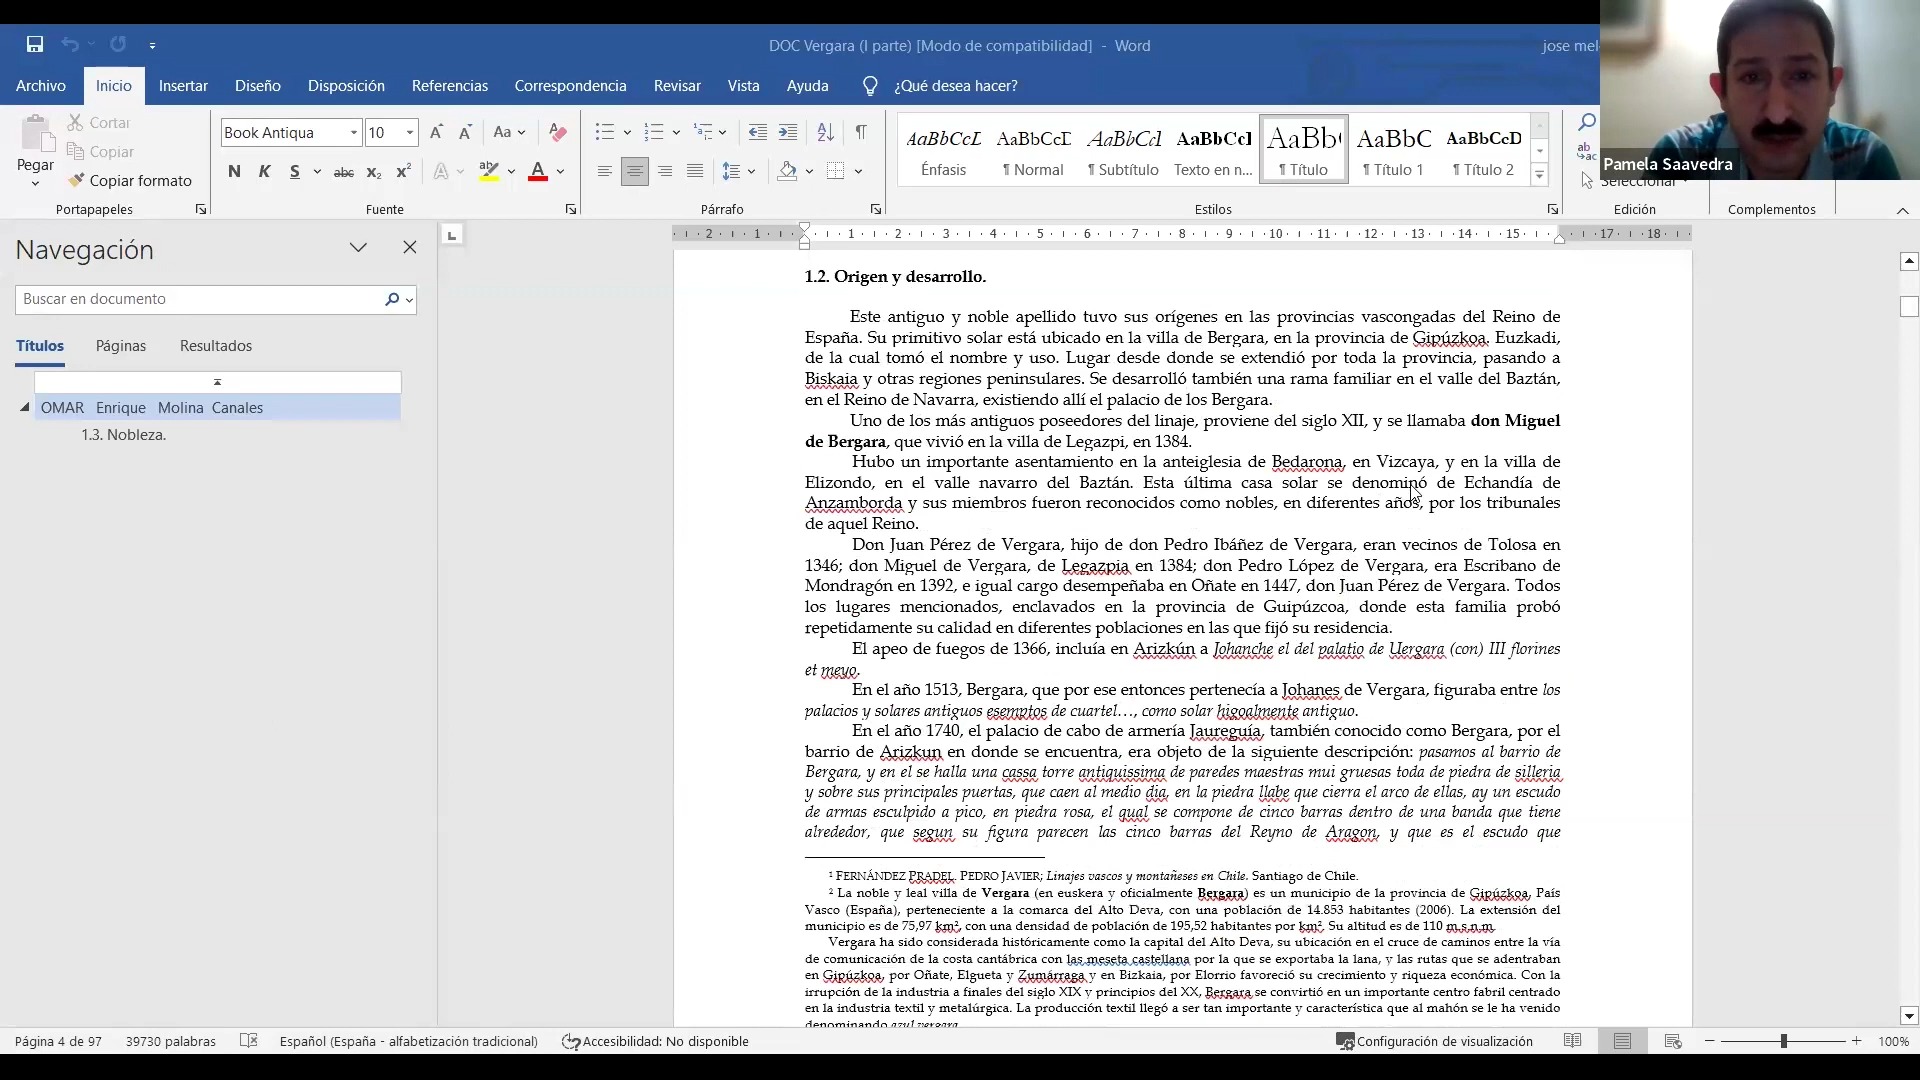 DOC Vergara (I parte) [Modo de compatibilidad] - Word
jose mel
Archivo Inicio Insertar Diseño Disposición Referencias Correspondencia Revisar Vista Ayuda ¿Qué desea hacer?
Pegar
Cortar
Copiar
Copiar formato
Portapapeles
Book Antiqua 10
N K S abc x₂ x² A A
Fuente
Párrafo
AaBbCcL Énfasis
AaBbCcD ¶ Normal
AaBbCcI ¶ Subtítulo
AaBbCcI Texto en n...
AaBb( ¶ Título
AaBbC ¶ Título 1
AaBbCcD ¶ Título 2
Estilos
Seleccionar
Edición
Complementos
Pamela Saavedra
Navegación
Buscar en documento
Títulos Páginas Resultados
OMAR Enrique Molina Canales
1.3. Nobleza.
2 1 1 2 3 4 5 6 7 8 9 10 11 12 13 14 15 17 18
1.2. Origen y desarrollo.
Este antiguo y noble apellido tuvo sus orígenes en las provincias vascongadas del Reino de
España. Su primitivo solar está ubicado en la villa de Bergara, en la provincia de Gipúzkoa. Euzkadi,
de la cual tomó el nombre y uso. Lugar desde donde se extendió por toda la provincia, pasando a
Biskaia y otras regiones peninsulares. Se desarrolló también una rama familiar en el valle del Baztán,
en el Reino de Navarra, existiendo allí el palacio de los Bergara.
Uno de los más antiguos poseedores del linaje, proviene del siglo XII, y se llamaba don Miguel
de Bergara, que vivió en la villa de Legazpi, en 1384.
Hubo un importante asentamiento en la anteiglesia de Bedarona, en Vizcaya, y en la villa de
Elizondo, en el valle navarro del Baztán. Esta última casa solar se denominó de Echandía de
Anzamborda y sus miembros fueron reconocidos como nobles, en diferentes años, por los tribunales
de aquel Reino.
Don Juan Pérez de Vergara, hijo de don Pedro Ibáñez de Vergara, eran vecinos de Tolosa en
1346; don Miguel de Vergara, de Legazpia en 1384; don Pedro López de Vergara, era Escribano de
Mondragón en 1392, e igual cargo desempeñaba en Oñate en 1447, don Juan Pérez de Vergara. Todos
los lugares mencionados, enclavados en la provincia de Guipúzcoa, donde esta familia probó
repetidamente su calidad en diferentes poblaciones en las que fijó su residencia.
El apeo de fuegos de 1366, incluía en Arizkún a Johanche el del palatio de Uergara (con) III florines
et meyo.
En el año 1513, Bergara, que por ese entonces pertenecía a Johanes de Vergara, figuraba entre los
palacios y solares antiguos esemptos de cuartel…, como solar higoalmente antiguo.
En el año 1740, el palacio de cabo de armería Jaureguía, también conocido como Bergara, por el
barrio de Arizkun en donde se encuentra, era objeto de la siguiente descripción: pasamos al barrio de
Bergara, y en el se halla una cassa torre antiquissima de paredes maestras mui gruesas toda de piedra de silleria
y sobre sus principales puertas, que caen al medio dia, en la piedra llabe que cierra el arco de ellas, ay un escudo
de armas esculpido a pico, en piedra rosa, el qual se compone de cinco barras dentro de una banda que tiene
alrededor, que segun su figura parecen las cinco barras del Reyno de Aragon, y que es el escudo que
¹ FERNÁNDEZ PRADEL. PEDRO JAVIER; Linajes vascos y montañeses en Chile. Santiago de Chile.
² La noble y leal villa de Vergara (en euskera y oficialmente Bergara) es un municipio de la provincia de Gipúzkoa, País
Vasco (España), perteneciente a la comarca del Alto Deva, con una población de 14.853 habitantes (2006). La extensión del
municipio es de 75,97 km², con una densidad de población de 195,52 habitantes por km². Su altitud es de 110 m.s.n.m.
Vergara ha sido considerada históricamente como la capital del Alto Deva, su ubicación en el cruce de caminos entre la vía
de comunicación de la costa cantábrica con las meseta castellana por la que se exportaba la lana, y las rutas que se adentraban
en Gipúzkoa, por Oñate, Elgueta y Zumárraga y en Bizkaia, por Elorrio favoreció su crecimiento y riqueza económica. Con la
irrupción de la industria a finales del siglo XIX y principios del XX, Bergara se convirtió en un importante centro fabril centrado
en la industria textil y metalúrgica. La producción textil llegó a ser tan importante y característica que al mahón se le ha venido
denominando azul vergara.
Página 4 de 97 39730 palabras Español (España - alfabetización tradicional) Accesibilidad: No disponible Configuración de visualización 100%